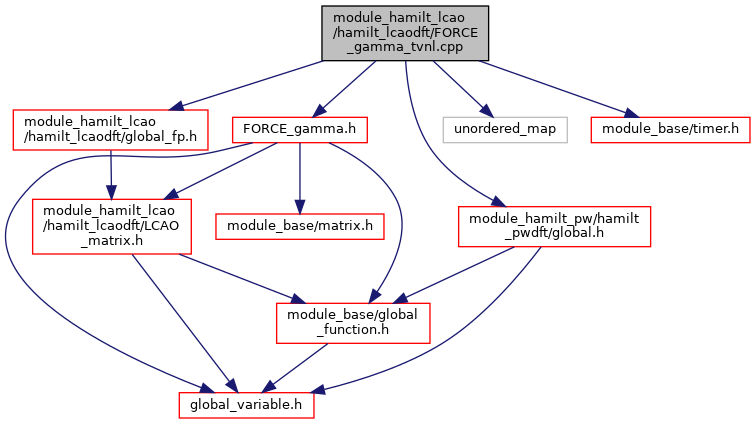 module_hamilt_lcao
/hamilt_lcaodft/FORCE
_gamma_tvnl.cpp
module_hamilt_lcao
/hamilt_lcaodft/global_fp.h
FORCE_gamma.h
unordered_map
module_base/timer.h
module_hamilt_lcao
/hamilt_lcaodft/LCAO
_matrix.h
module_base/matrix.h
module_hamilt_pw/hamilt
_pwdft/global.h
module_base/global
_function.h
global_variable.h